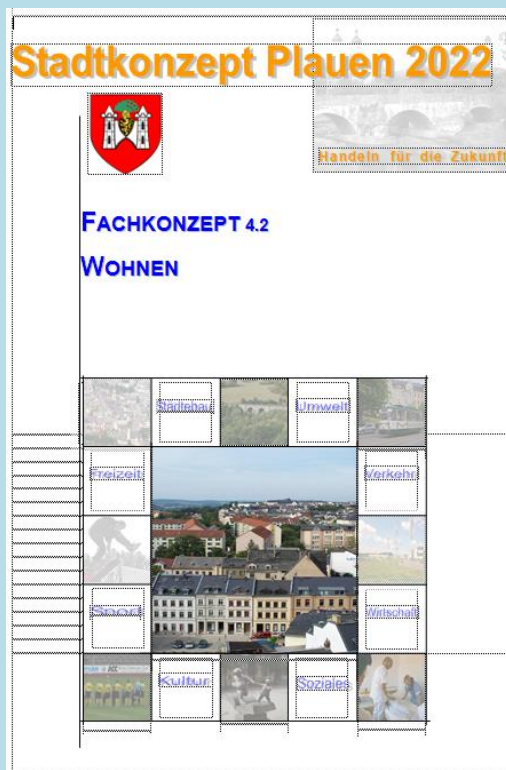 Stadtkonzept Plauen 2022
Handeln für die Zukunft
FACHKONZEPT 4.2
WOHNEN
Städtebau
Umwelt
Freizeit
Verkehr
Sport
Wirtschaft
Kultur
Soziales